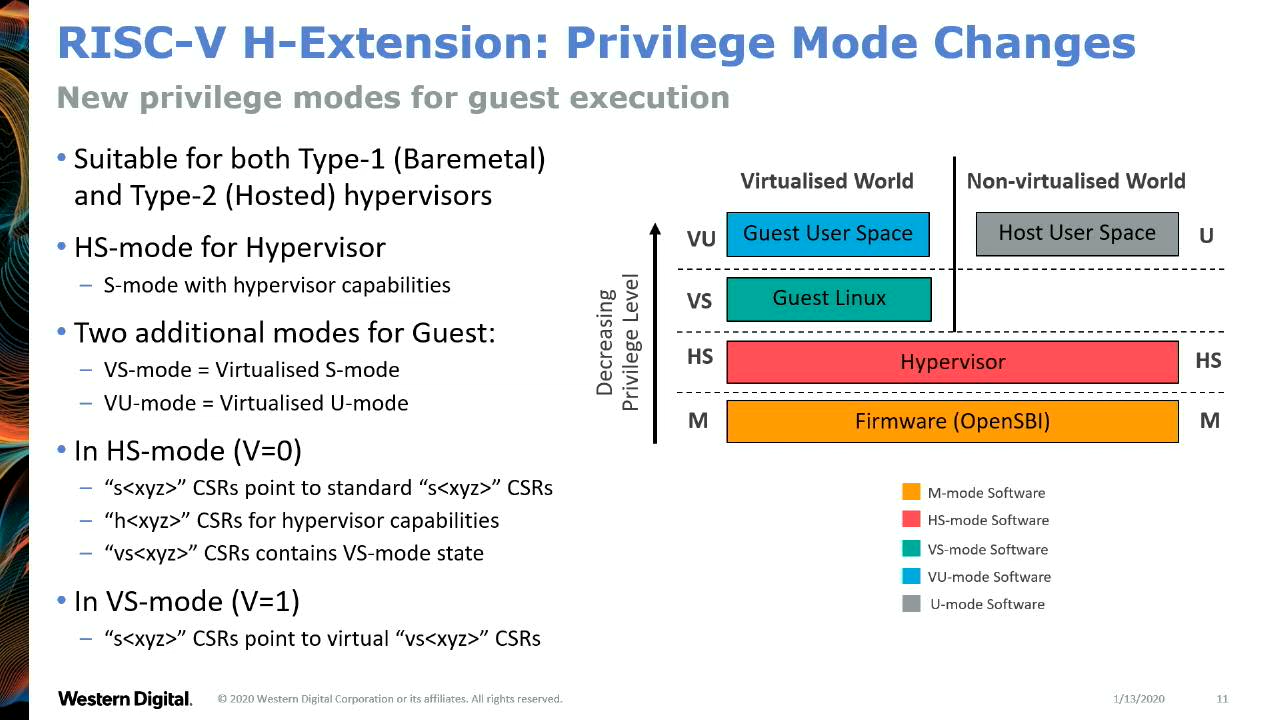 RISC-V H-Extension: Privilege Mode Changes
New privilege modes for guest execution
• Suitable for both Type-1 (Baremetal)
and Type-2 (Hosted) hypervisors
• HS-mode for Hypervisor
– S-mode with hypervisor capabilities
• Two additional modes for Guest:
– VS-mode = Virtualised S-mode
– VU-mode = Virtualised U-mode
• In HS-mode (V=0)
– “s<xyz>” CSRs point to standard “s<xyz>” CSRs
– “h<xyz>” CSRs for hypervisor capabilities
– “vs<xyz>” CSRs contains VS-mode state
• In VS-mode (V=1)
– “s<xyz>” CSRs point to virtual “vs<xyz>” CSRs
Virtualised World
Non-virtualised World
Decreasing
Privilege Level
VU
Guest User Space
Host User Space
U
VS
Guest Linux
HS
Hypervisor
HS
M
Firmware (OpenSBI)
M
M-mode Software
HS-mode Software
VS-mode Software
VU-mode Software
U-mode Software
Western Digital.
© 2020 Western Digital Corporation or its affiliates. All rights reserved.
1/13/2020
11